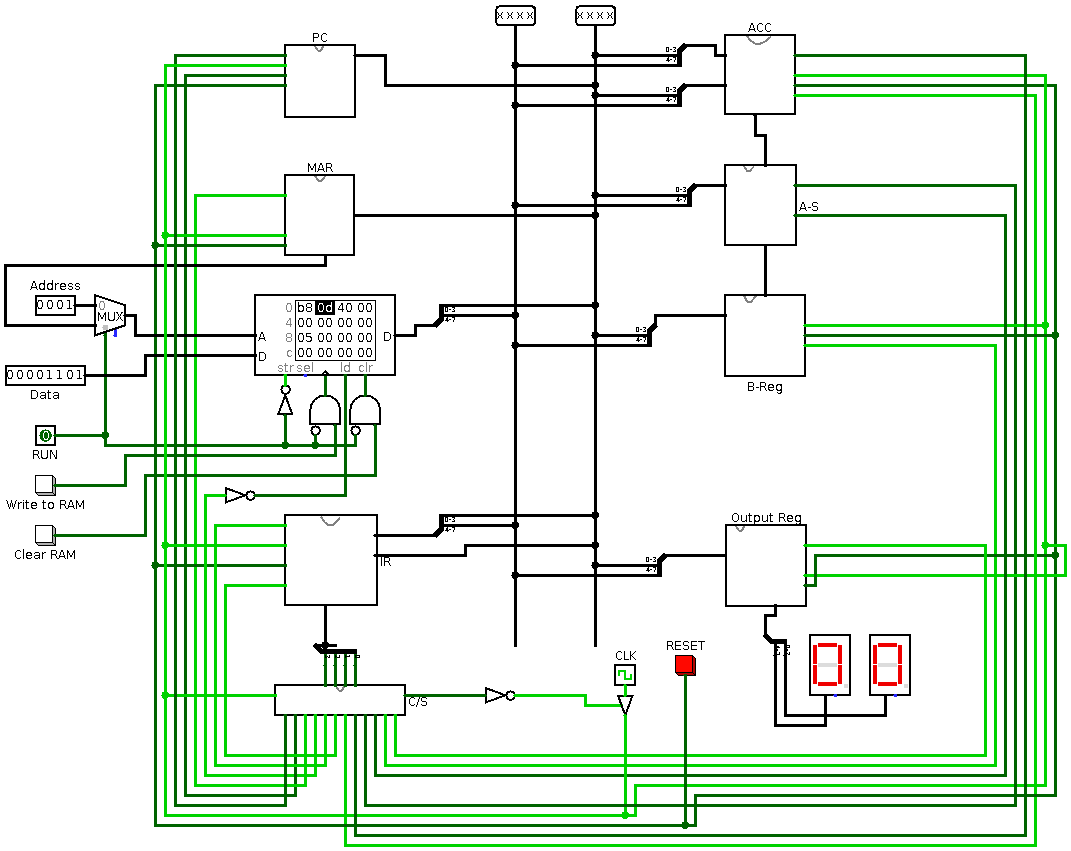 x x x x
x x x x
PC
ACC
0-3
4-7
0-3
4-7
MAR
0-3
4-7
A-S
Address
0001
0
MUX
0 b8 0d 40 00
4 00 00 00 00
8 05 00 00 00
c 00 00 00 00
A
D
D
str sel ld clr
0-3
4-7
0-3
4-7
B-Reg
00001101
Data
0
RUN
Write to RAM
Clear RAM
0-3
4-7
IR
Output Reg
0-3
4-7
CLK
RESET
C/S
0 0